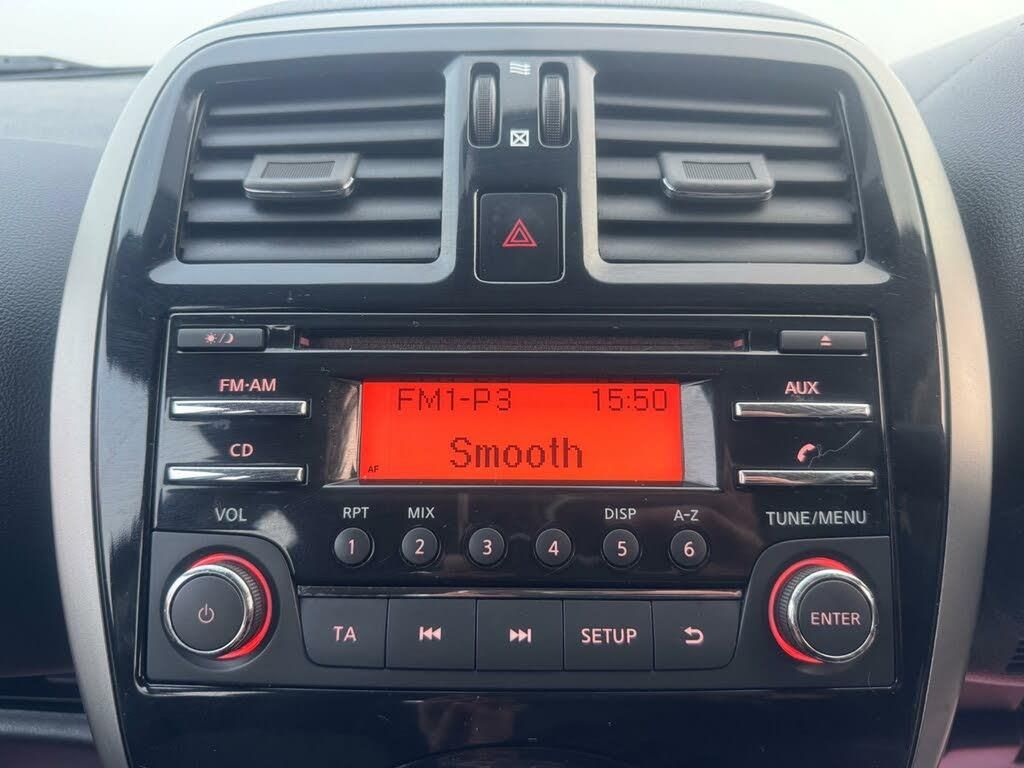 FM·AM
FM1-P3 15:50
AUX
CD
Smooth
AF
VOL
RPT MIX DISP A-Z
TUNE/MENU
1 2 3 4 5 6
TA SETUP
ENTER